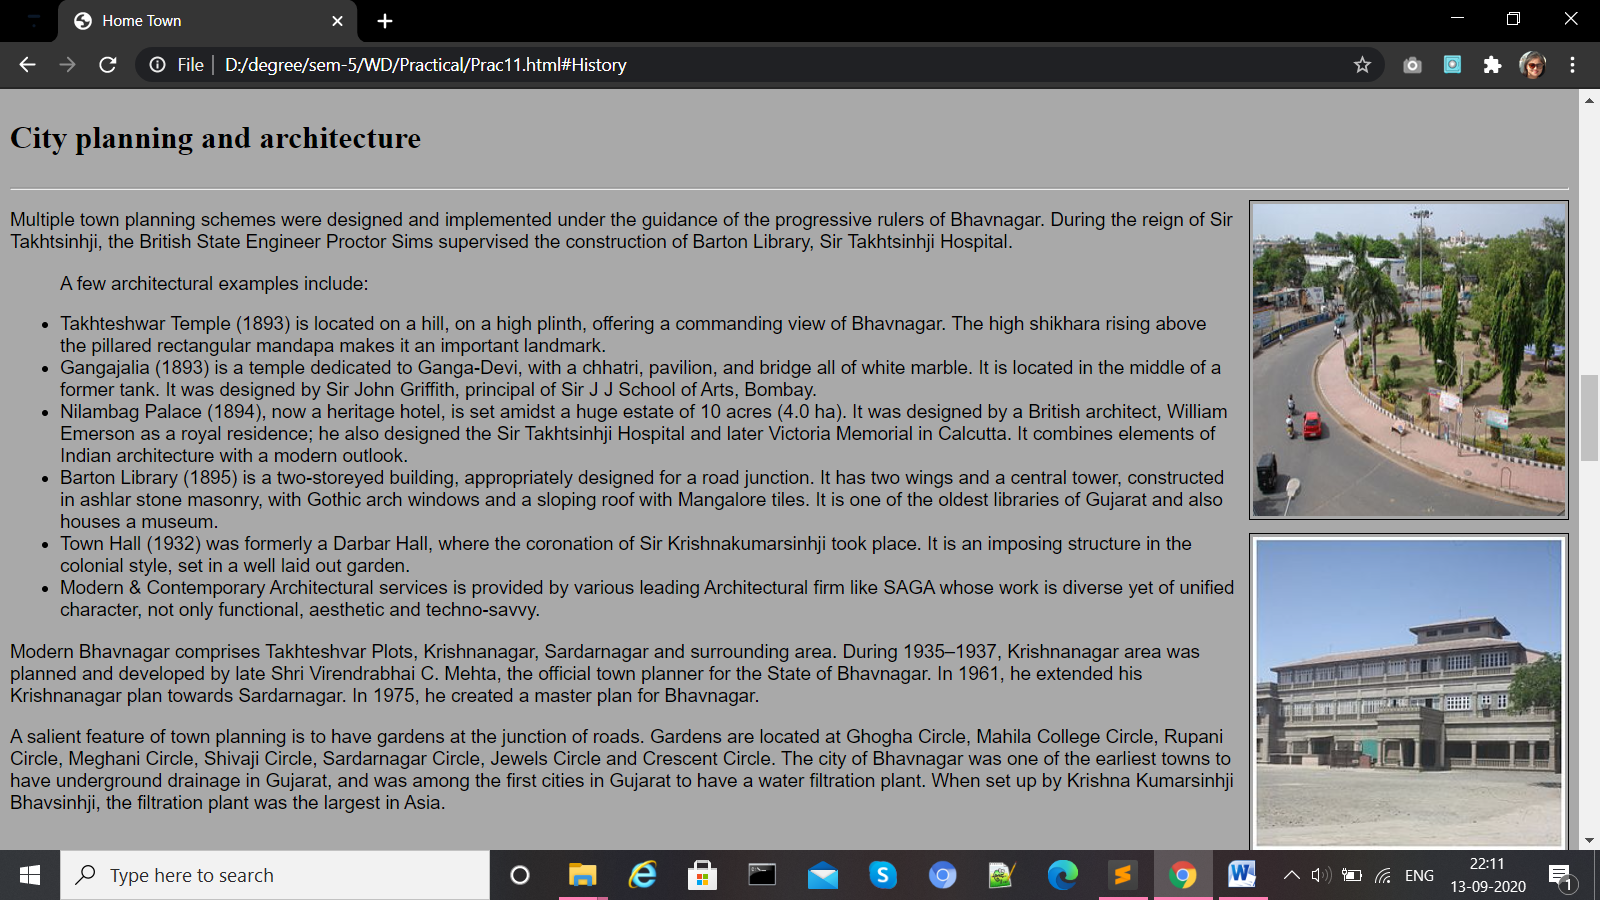 Home Town
File
D:/degree/sem-5/WD/Practical/Prac11.html#History
City planning and architecture
Multiple town planning schemes were designed and implemented under the guidance of the progressive rulers of Bhavnagar. During the reign of Sir
Takhtsinhji, the British State Engineer Proctor Sims supervised the construction of Barton Library, Sir Takhtsinhji Hospital.
A few architectural examples include:
• Takhteshwar Temple (1893) is located on a hill, on a high plinth, offering a commanding view of Bhavnagar. The high shikhara rising above
the pillared rectangular mandapa makes it an important landmark.
• Gangajalia (1893) is a temple dedicated to Ganga-Devi, with a chhatri, pavilion, and bridge all of white marble. It is located in the middle of a
former tank. It was designed by Sir John Griffith, principal of Sir J J School of Arts, Bombay.
• Nilambag Palace (1894), now a heritage hotel, is set amidst a huge estate of 10 acres (4.0 ha). It was designed by a British architect, William
Emerson as a royal residence; he also designed the Sir Takhtsinhji Hospital and later Victoria Memorial in Calcutta. It combines elements of
Indian architecture with a modern outlook.
• Barton Library (1895) is a two-storeyed building, appropriately designed for a road junction. It has two wings and a central tower, constructed
in ashlar stone masonry, with Gothic arch windows and a sloping roof with Mangalore tiles. It is one of the oldest libraries of Gujarat and also
houses a museum.
• Town Hall (1932) was formerly a Darbar Hall, where the coronation of Sir Krishnakumarsinhji took place. It is an imposing structure in the
colonial style, set in a well laid out garden.
• Modern & Contemporary Architectural services is provided by various leading Architectural firm like SAGA whose work is diverse yet of unified
character, not only functional, aesthetic and techno-savvy.
Modern Bhavnagar comprises Takhteshvar Plots, Krishnanagar, Sardarnagar and surrounding area. During 1935–1937, Krishnanagar area was
planned and developed by late Shri Virendrabhai C. Mehta, the official town planner for the State of Bhavnagar. In 1961, he extended his
Krishnanagar plan towards Sardarnagar. In 1975, he created a master plan for Bhavnagar.
A salient feature of town planning is to have gardens at the junction of roads. Gardens are located at Ghogha Circle, Mahila College Circle, Rupani
Circle, Meghani Circle, Shivaji Circle, Sardarnagar Circle, Jewels Circle and Crescent Circle. The city of Bhavnagar was one of the earliest towns to
have underground drainage in Gujarat, and was among the first cities in Gujarat to have a water filtration plant. When set up by Krishna Kumarsinhji
Bhavsinhji, the filtration plant was the largest in Asia.
Type here to search
ENG
22:11
13-09-2020
1